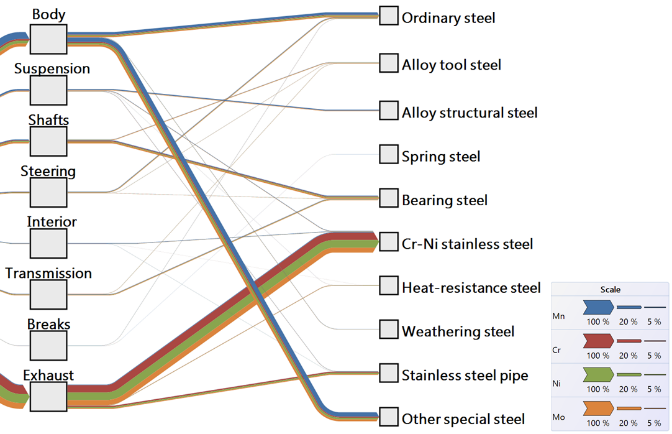 Body
Suspension
Shafts
Steering
Interior
Transmission
Breaks
Exhaust
Ordinary steel
Alloy tool steel
Alloy structural steel
Spring steel
Bearing steel
Cr-Ni stainless steel
Heat-resistance steel
Weathering steel
Stainless steel pipe
Other special steel
Scale
Mn
100 % 20 % 5 %
Cr
100 % 20 % 5 %
Ni
100 % 20 % 5 %
Mo
100 % 20 % 5 %